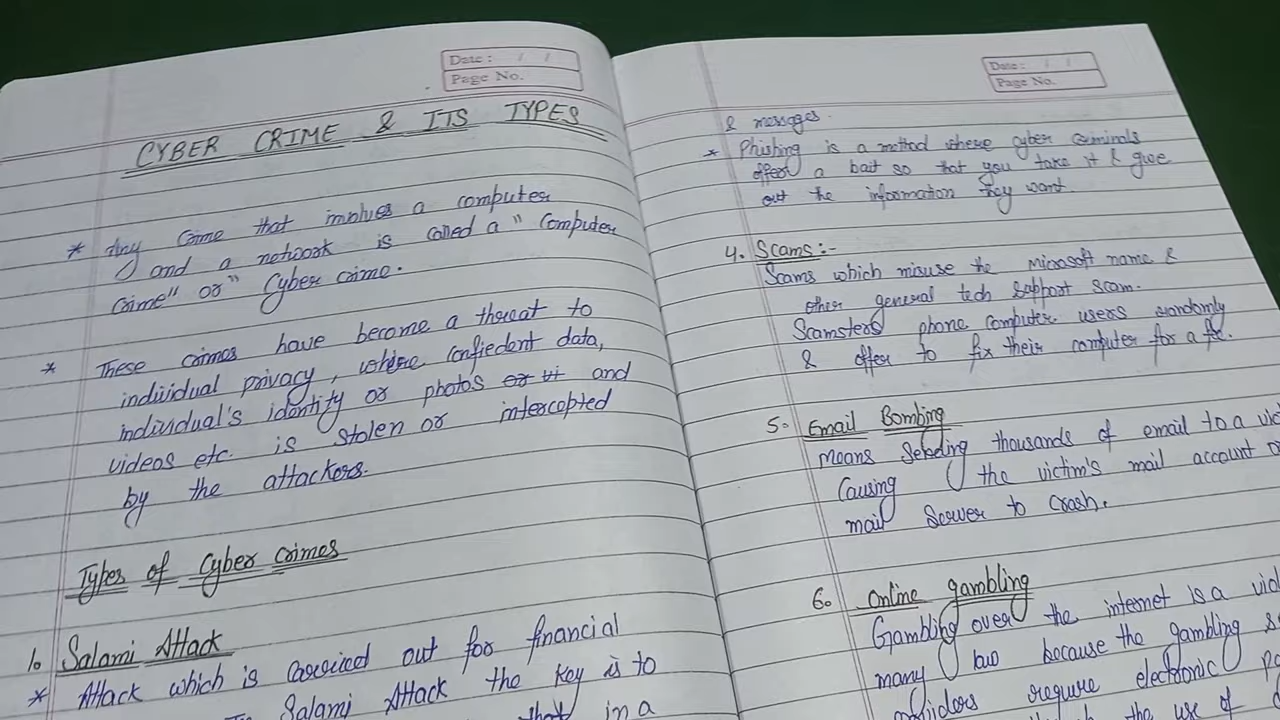 Date : / /
Page No.
CYBER CRIME & ITS TYPES
* Any crime that involves a computer
and a network is called a " Computer
Crime" or " Cyber crime.
* These crimes have become a threat to
individual privacy, where confiedent data,
individual's identity or photos and
videos etc. is stolen or intercepted
by the attackers.
Types of Cyber Crimes
1. Salami Attack
* Attack which is carried out for financial
Salami Attack the key is to
that in a
Date : / /
Page No.
& messages.
* Phishing is a method where cyber criminals
offer a bait so that you take it & give
out the information they want
4. Scams:-
Scams which misuse the Microsoft name &
other general tech support scam.
Scamsters phone computer users randomly
& offer to fix their computer for a fee.
5. Email Bombing
means sending thousands of email to a
Causing the victim's mail account or
mail server to crash.
6. Online gambling
Gambling over the internet is a
many law because the gambling
require electronic
the use of